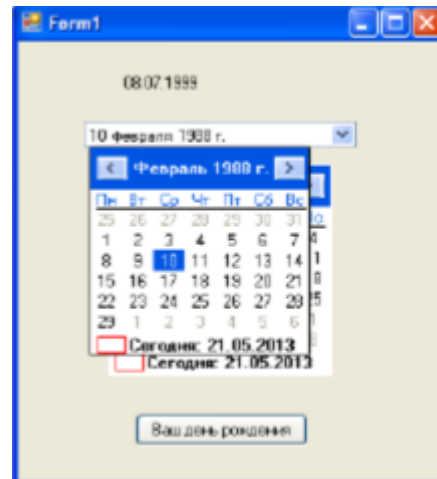 Form1
08.07.1999
10 февраля 1988 г.
Февраль 1988 г.
Пн Вт Ср Чт Пт Сб Вс
25 26 27 28 29 30 31
1 2 3 4 5 6 7
8 9 10 11 12 13 14
15 16 17 18 19 20 21
22 23 24 25 26 27 28
29 1 2 3 4 5 6
Сегодня: 21.05.2013
Сегодня: 21.05.2013
Ваш день рождения